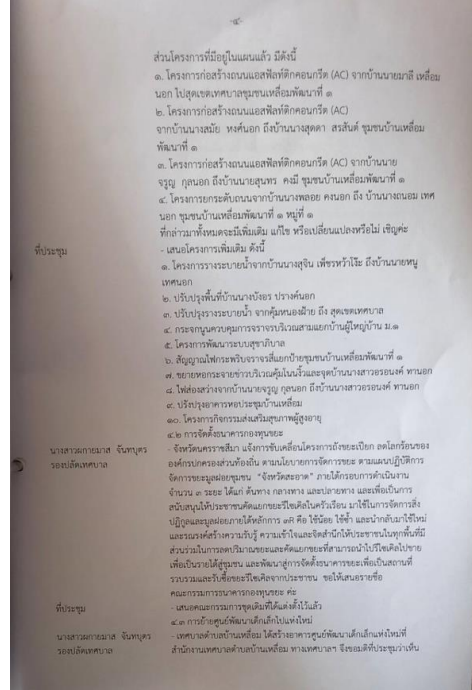 -๕-
ส่วนโครงการที่มีอยู่ในแผนแล้ว มีดังนี้
๑. โครงการก่อสร้างถนนแอสฟัลท์ติกคอนกรีต (AC) จากบ้านนายมาลี เหลื่อม
นอก ไปสุดเขตเทศบาลชุมชนเหลื่อมพัฒนาที่ ๑
๒. โครงการก่อสร้างถนนแอสฟัลท์ติกคอนกรีต (AC)
จากบ้านนางสมัย หงศ์นอก ถึงบ้านนางสุดตา สรสันต์ ชุมชนบ้านเหลื่อม
พัฒนาที่ ๑
๓. โครงการก่อสร้างถนนแอสฟัลท์ติกคอนกรีต (AC) จากบ้านนาย
จรูญ กุลนอก ถึงบ้านนายสุนทร คงมี ชุมชนบ้านเหลื่อมพัฒนาที่ ๑
๔. โครงการยกระดับถนนจากบ้านนางพลอย คงนอก ถึง บ้านนางถนอม เทศ
นอก ชุมชนบ้านเหลื่อมพัฒนาที่ ๑ หมู่ที่ ๑
ที่กล่าวมาทั้งหมดจะมีเพิ่มเติม แก้ไข หรือเปลี่ยนแปลงหรือไม่ เชิญค่ะ
ที่ประชุม - เสนอโครงการเพิ่มเติม ดังนี้
๑. โครงการรางระบายน้ำจากบ้านนางสุจิน เพ็ชรหว้าโง๊ะ ถึงบ้านนายหนู
เทศนอก
๒. ปรับปรุงพื้นที่บ้านนางบังอร ปรางค์นอก
๓. ปรับปรุงรางระบายน้ำ จากคุ้มหนองฝ้าย ถึง สุดเขตเทศบาล
๔. กระจกนูนควบคุมการจราจรบริเวณสามแยกบ้านผู้ใหญ่บ้าน ม.๑
๕. โครงการพัฒนาระบบสุขาภิบาล
๖. สัญญาณไฟกระพริบจราจรสี่แยกป้ายชุมชนบ้านเหลื่อมพัฒนาที่ ๑
๗. ขยายหอกระจายข่าวบริเวณคุ้มโนนงิ้วและจุดบ้านนางสาวอรอนงค์ ทานอก
๘. ไฟส่องสว่างจากบ้านนายจรูญ กุลนอก ถึงบ้านนางสาวอรอนงค์ ทานอก
๙. ปรับปรุงอาคารหอประชุมบ้านเหลื่อม
๑๐. โครงการกิจกรรมส่งเสริมสุขภาพผู้สูงอายุ
๔.๒ การจัดตั้งธนาคารกองทุนขยะ
นางสาวผกายมาส จันทบุตร - จังหวัดนครราชสีมา แจ้งการขับเคลื่อนโครงการถังขยะเปียก ลดโลกร้อนของ
รองปลัดเทศบาล องค์กรปกครองส่วนท้องถิ่น ตามนโยบายการจัดการขยะ ตามแผนปฏิบัติการ
จัดการขยะมูลฝอยชุมชน "จังหวัดสะอาด" ภายใต้กรอบการดำเนินงาน
จำนวน ๓ ระยะ ได้แก่ ต้นทาง กลางทาง และปลายทาง และเพื่อเป็นการ
สนับสนุนให้ประชาชนคัดแยกขยะรีไซเคิลในครัวเรือน มาใช้ในการจัดการสิ่ง
ปฏิกูลและมูลฝอยภายใต้หลักการ ๓R คือ ใช้น้อย ใช้ซ้ำ และนำกลับมาใช้ใหม่
และรณรงค์สร้างความรับรู้ ความเข้าใจและจิตสำนึกให้ประชาชนในทุกพื้นที่มี
ส่วนร่วมในการลดปริมาณขยะและคัดแยกขยะที่สามารถนำไปรีไซเคิลไปขาย
เพื่อเป็นรายได้สู่ชุมชน และพัฒนาสู่การจัดตั้งธนาคารขยะเพื่อเป็นสถานที่
รวบรวมและรับซื้อขยะรีไซเคิลจากประชาชน ขอให้เสนอรายชื่อ
คณะกรรมการธนาคารกองทุนขยะ ค่ะ
ที่ประชุม - เสนอคณะกรรมการชุดเดิมที่ได้แต่งตั้งไว้แล้ว
๔.๓ การย้ายศูนย์พัฒนาเด็กเล็กไปแห่งใหม่
นางสาวผกายมาส จันทบุตร - เทศบาลตำบลบ้านเหลื่อม ได้สร้างอาคารศูนย์พัฒนาเด็กเล็กแห่งใหม่ที่
รองปลัดเทศบาล สำนักงานเทศบาลตำบลบ้านเหลื่อม ทางเทศบาลฯ จึงขอมติที่ประชุมว่าเห็น